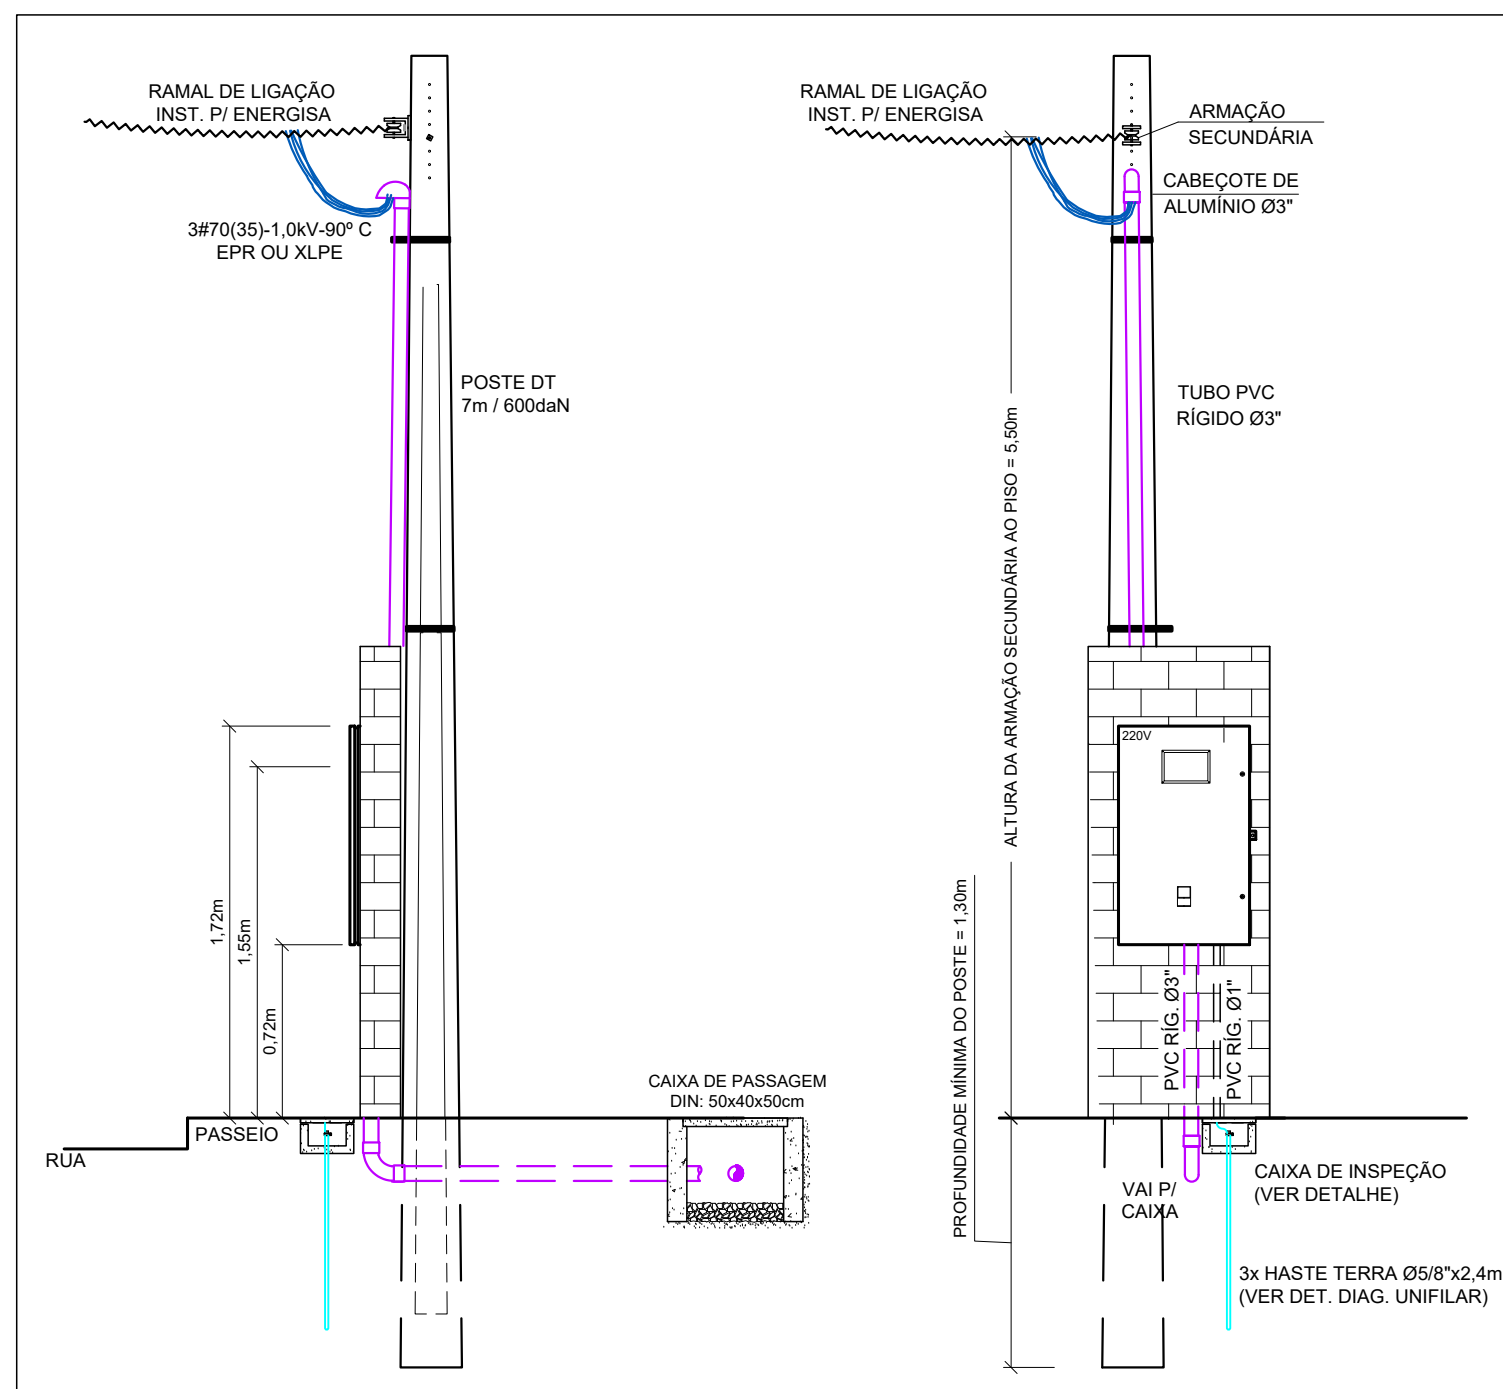 RAMAL DE LIGAÇÃO
INST. P/ ENERGISA
3#70(35)-1,0kV-90º C
EPR OU XLPE
POSTE DT
7m / 600daN
1,72m
1,55m
0,72m
CAIXA DE PASSAGEM
DIN: 50x40x50cm
PASSEIO
RUA
RAMAL DE LIGAÇÃO
INST. P/ ENERGISA
ARMAÇÃO
SECUNDÁRIA
CABEÇOTE DE
ALUMÍNIO Ø3"
TUBO PVC
RÍGIDO Ø3"
ALTURA DA ARMAÇÃO SECUNDÁRIA AO PISO = 5,50m
220V
PROFUNDIDADE MÍNIMA DO POSTE = 1,30m
PVC RÍG. Ø3"
PVC RÍG. Ø1"
VAI P/
CAIXA
CAIXA DE INSPEÇÃO
(VER DETALHE)
3x HASTE TERRA Ø5/8"x2,4m
(VER DET. DIAG. UNIFILAR)